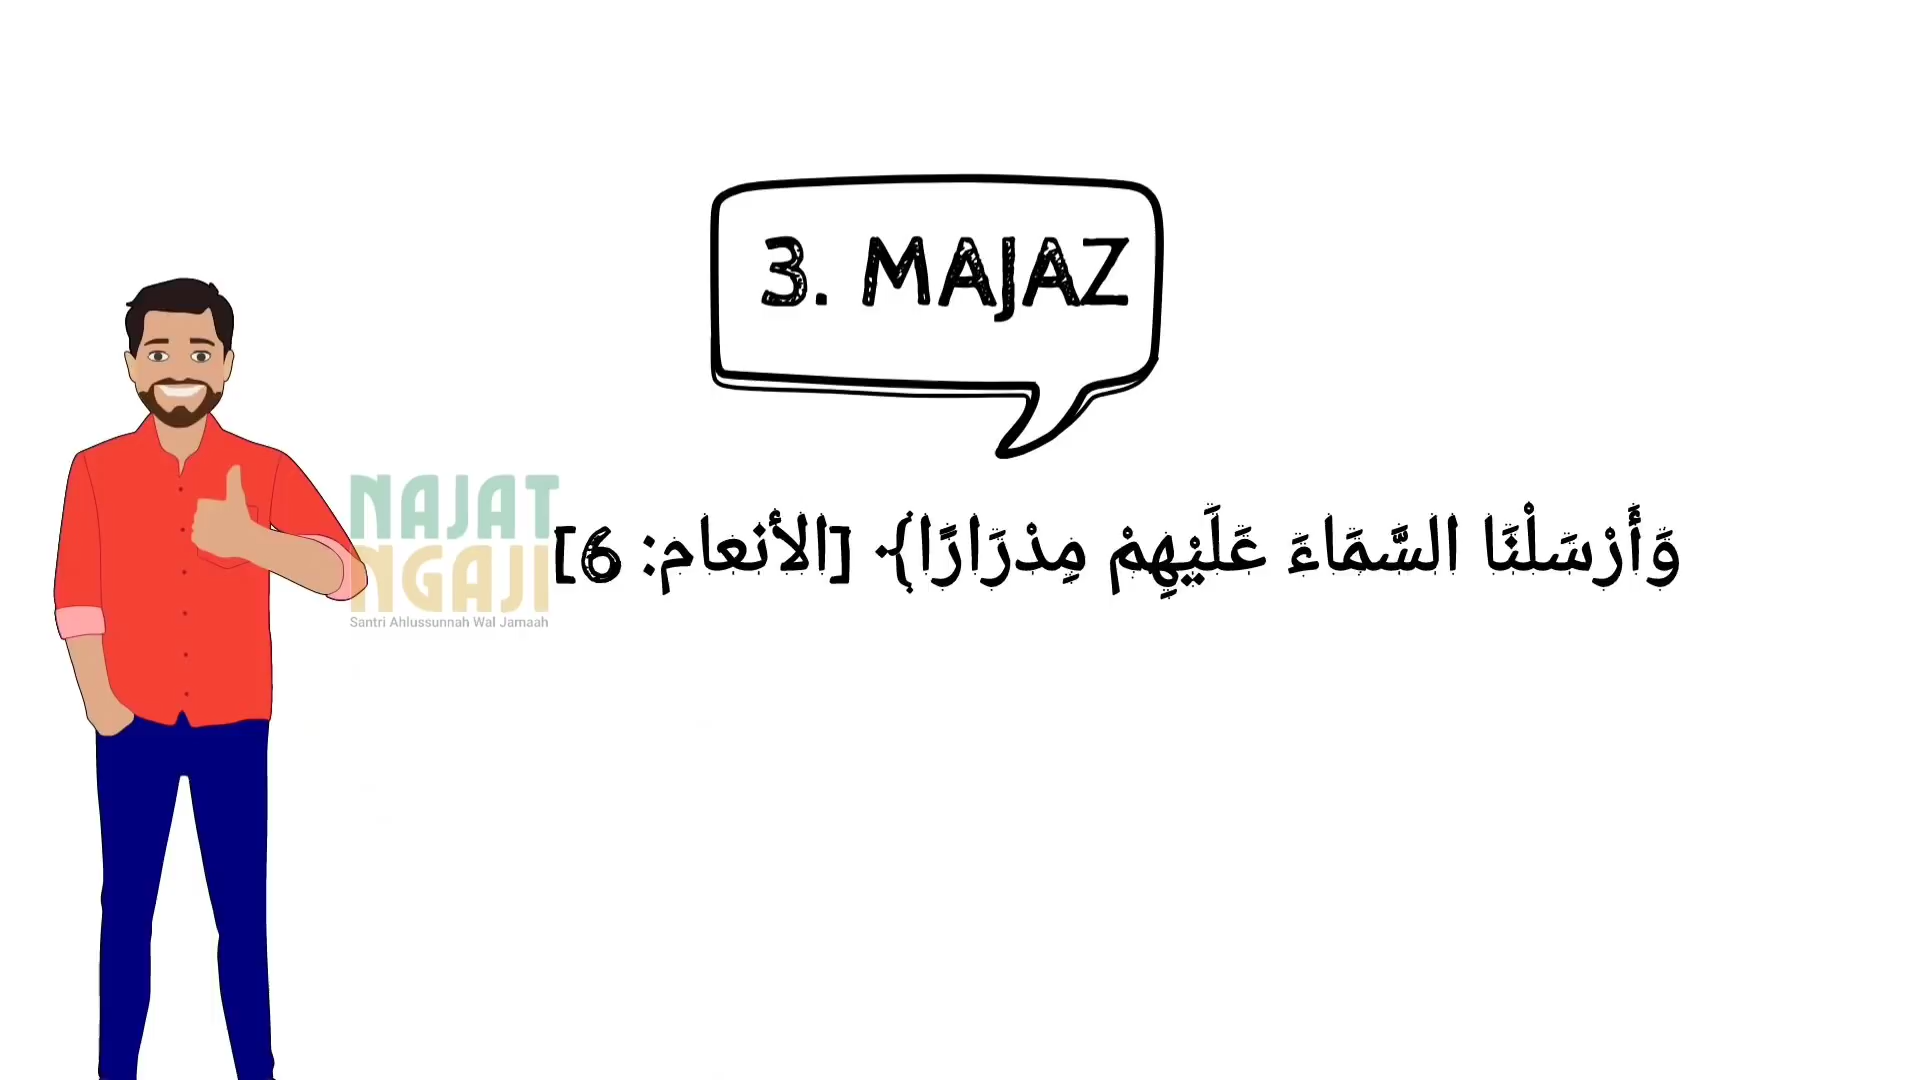 3. MAJAZ
وَأَرْسَلْنَا السَّمَاءَ عَلَيْهِمْ مِدْرَارًا}· [الأنعام: 6]
NAJAT
NGAJI
Santri Ahlussunnah Wal Jamaah